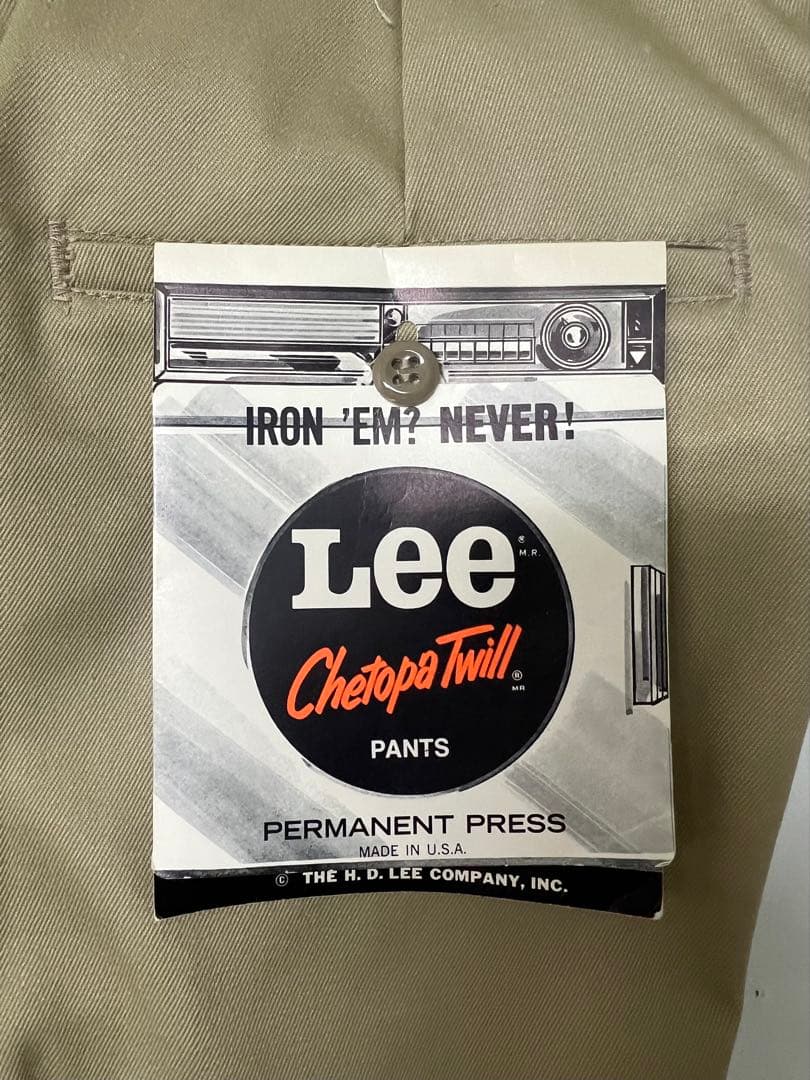 IRON 'EM? NEVER!
Lee ® M.R.
Chetopa Twill ® MR
PANTS
PERMANENT PRESS
MADE IN U.S.A.
© THE H. D. LEE COMPANY, INC.